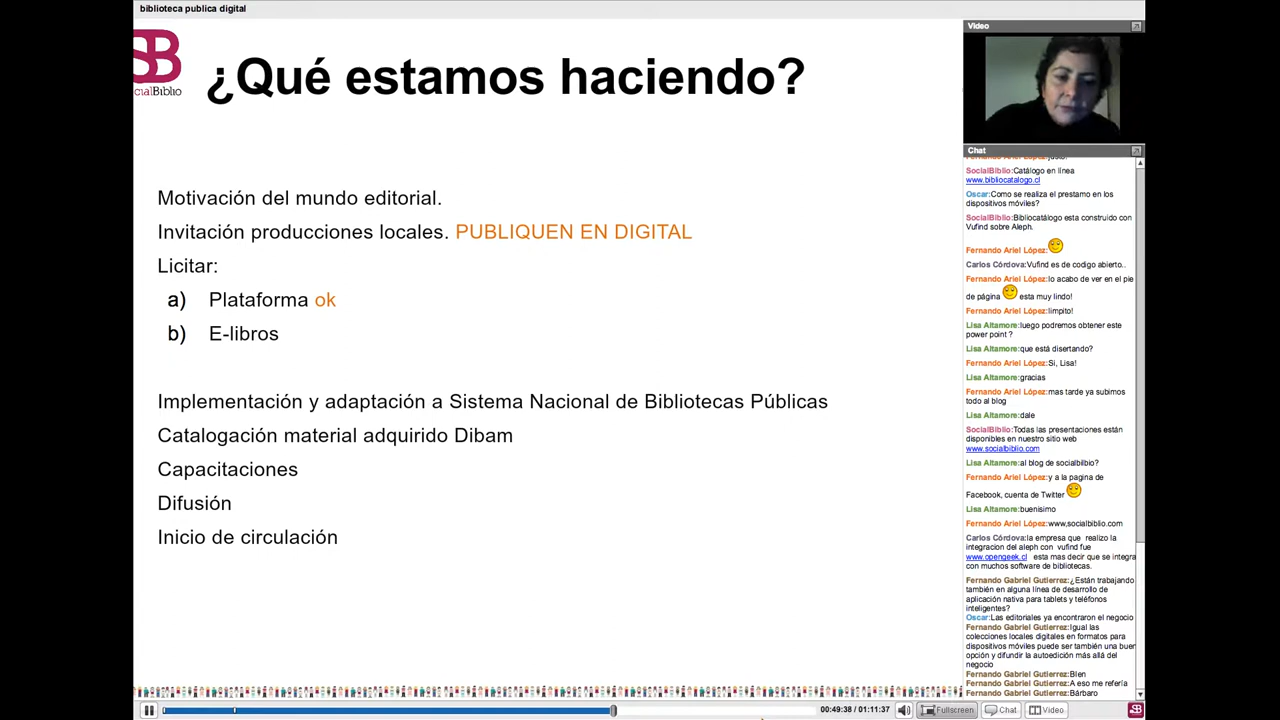 biblioteca publica digital
SB
cialBiblio
¿Qué estamos haciendo?
Motivación del mundo editorial.
Invitación producciones locales. PUBLIQUEN EN DIGITAL
Licitar:
a) Plataforma ok
b) E-libros
Implementación y adaptación a Sistema Nacional de Bibliotecas Públicas
Catalogación material adquirido Dibam
Capacitaciones
Difusión
Inicio de circulación
Video
Chat
Fernando Ariel López:justo!
SocialBiblio:Catálogo en línea
www.bibliocatalogo.cl
Oscar:Como se realiza el prestamo en los
dispositivos móviles?
SocialBiblio:Bibliocatálogo esta construido con
Vufind sobre Aleph.
Fernando Ariel López:
Carlos Córdova:Vufind es de codigo abierto..
Fernando Ariel López:lo acabo de ver en el pie
de página esta muy lindo!
Fernando Ariel López:limpito!
Lisa Altamore:luego podremos obtener este
power point ?
Lisa Altamore:que está disertando?
Fernando Ariel López:Si, Lisa!
Lisa Altamore:gracias
Fernando Ariel López:mas tarde ya subimos
todo al blog
Lisa Altamore:dale
SocialBiblio:Todas las presentaciones están
disponibles en nuestro sitio web
www.socialbiblio.com
Lisa Altamore:al blog de socialbilbio?
Fernando Ariel López:y a la pagina de
Facebook, cuenta de Twitter
Lisa Altamore:buenisimo
Fernando Ariel López:www,socialbiblio.com
Carlos Córdova:la empresa que realizo la
integracion del aleph con vufind fue
www.opengeek.cl esta mas decir que se integra
con muchos software de bibliotecas.
Fernando Gabriel Gutierrez:¿Están trabajando
también en alguna línea de desarrollo de
aplicación nativa para tablets y teléfonos
inteligentes?
Oscar:Las editoriales ya encontraron el negocio
Fernando Gabriel Gutierrez:Igual las
colecciones locales digitales en formatos para
dispositivos móviles puede ser también una buen
opción y difundir la autoedición más allá del
negocio
Fernando Gabriel Gutierrez:BIen
Fernando Gabriel Gutierrez:A eso me refería
Fernando Gabriel Gutierrez:Bárbaro
00:49:38 / 01:11:37
Fullscreen
Chat
Video
SB